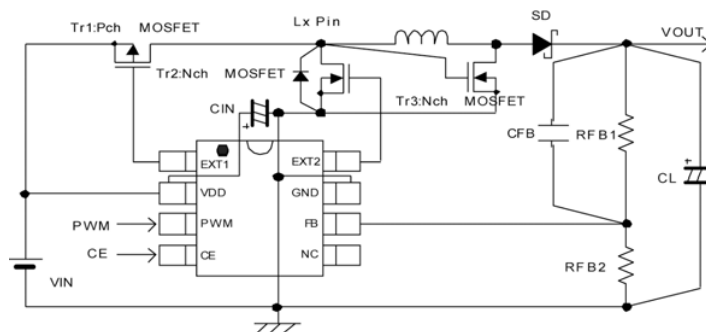 Tr1:Pch MOSFET
Lx Pin
SD
VOUT
Tr2:Nch
MOSFET
Tr3:Nch MOSFET
CIN
+
CFB
RFB1
CL
+
EXT1
EXT2
VDD
GND
PWM
PWM
FB
CE
CE
NC
VIN
RFB2